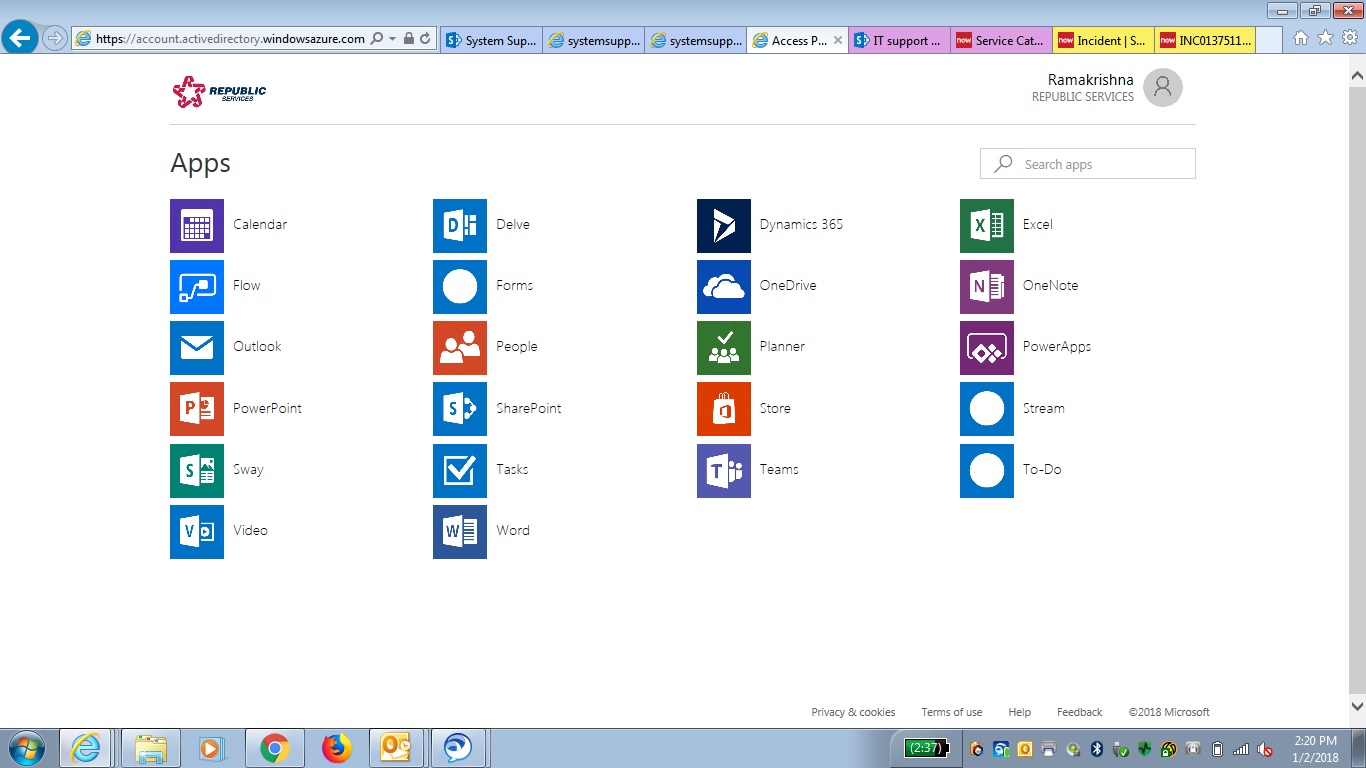 https://account.activedirectory.windowsazure.com
System Sup...
systemsupp...
systemsupp...
Access P...
IT support ...
now Service Cat...
now Incident | S...
now INC0137511...
REPUBLIC
SERVICES
Ramakrishna
REPUBLIC SERVICES
Apps
Search apps
Calendar
Delve
Dynamics 365
Excel
Flow
Forms
OneDrive
OneNote
Outlook
People
Planner
PowerApps
PowerPoint
SharePoint
Store
Stream
Sway
Tasks
Teams
To-Do
Video
Word
Privacy & cookies
Terms of use
Help
Feedback
©2018 Microsoft
(2:37)
2:20 PM
1/2/2018